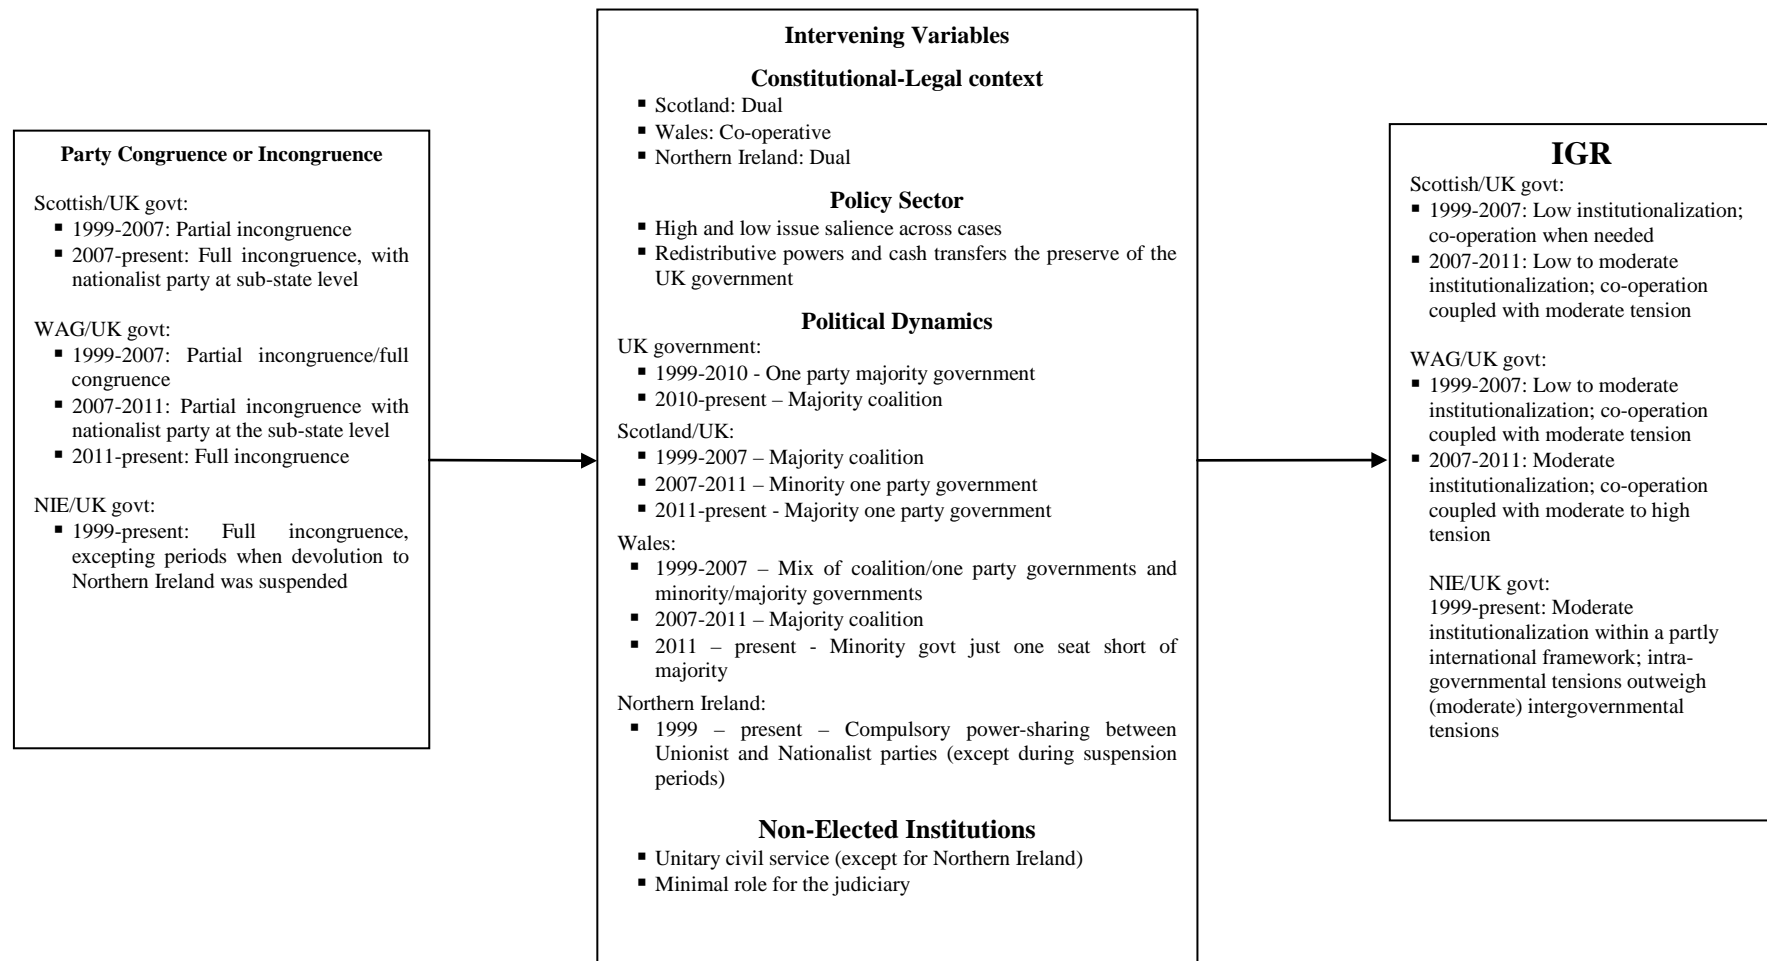 Party Congruence or Incongruence
Scottish/UK govt:
▪ 1999-2007: Partial incongruence
▪ 2007-present: Full incongruence, with
nationalist party at sub-state level
WAG/UK govt:
▪ 1999-2007: Partial incongruence/full
congruence
▪ 2007-2011: Partial incongruence with
nationalist party at the sub-state level
▪ 2011-present: Full incongruence
NIE/UK govt:
▪ 1999-present: Full incongruence,
excepting periods when devolution to
Northern Ireland was suspended
Intervening Variables
Constitutional-Legal context
▪ Scotland: Dual
▪ Wales: Co-operative
▪ Northern Ireland: Dual
Policy Sector
▪ High and low issue salience across cases
▪ Redistributive powers and cash transfers the preserve of the
UK government
Political Dynamics
UK government:
▪ 1999-2010 - One party majority government
▪ 2010-present – Majority coalition
Scotland/UK:
▪ 1999-2007 – Majority coalition
▪ 2007-2011 – Minority one party government
▪ 2011-present - Majority one party government
Wales:
▪ 1999-2007 – Mix of coalition/one party governments and
minority/majority governments
▪ 2007-2011 – Majority coalition
▪ 2011 – present - Minority govt just one seat short of
majority
Northern Ireland:
▪ 1999 – present – Compulsory power-sharing between
Unionist and Nationalist parties (except during suspension
periods)
Non-Elected Institutions
▪ Unitary civil service (except for Northern Ireland)
▪ Minimal role for the judiciary
IGR
Scottish/UK govt:
▪ 1999-2007: Low institutionalization;
co-operation when needed
▪ 2007-2011: Low to moderate
institutionalization; co-operation
coupled with moderate tension
WAG/UK govt:
▪ 1999-2007: Low to moderate
institutionalization; co-operation
coupled with moderate tension
▪ 2007-2011: Moderate
institutionalization; co-operation
coupled with moderate to high
tension
NIE/UK govt:
1999-present: Moderate
institutionalization within a partly
international framework; intra-
governmental tensions outweigh
(moderate) intergovernmental
tensions